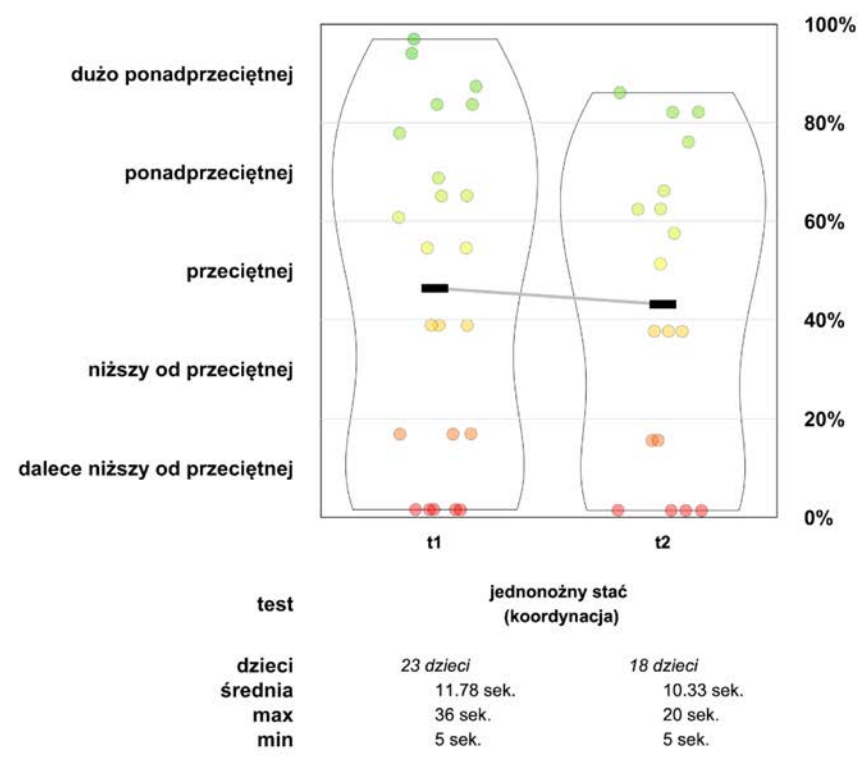 100%
dużo ponadprzeciętnej
80%
ponadprzeciętnej
60%
przeciętnej
40%
niższy od przeciętnej
20%
dalece niższy od przeciętnej
0%
t1 t2
test jednonożny stać
(koordynacja)
dzieci 23 dzieci 18 dzieci
średnia 11.78 sek. 10.33 sek.
max 36 sek. 20 sek.
min 5 sek. 5 sek.